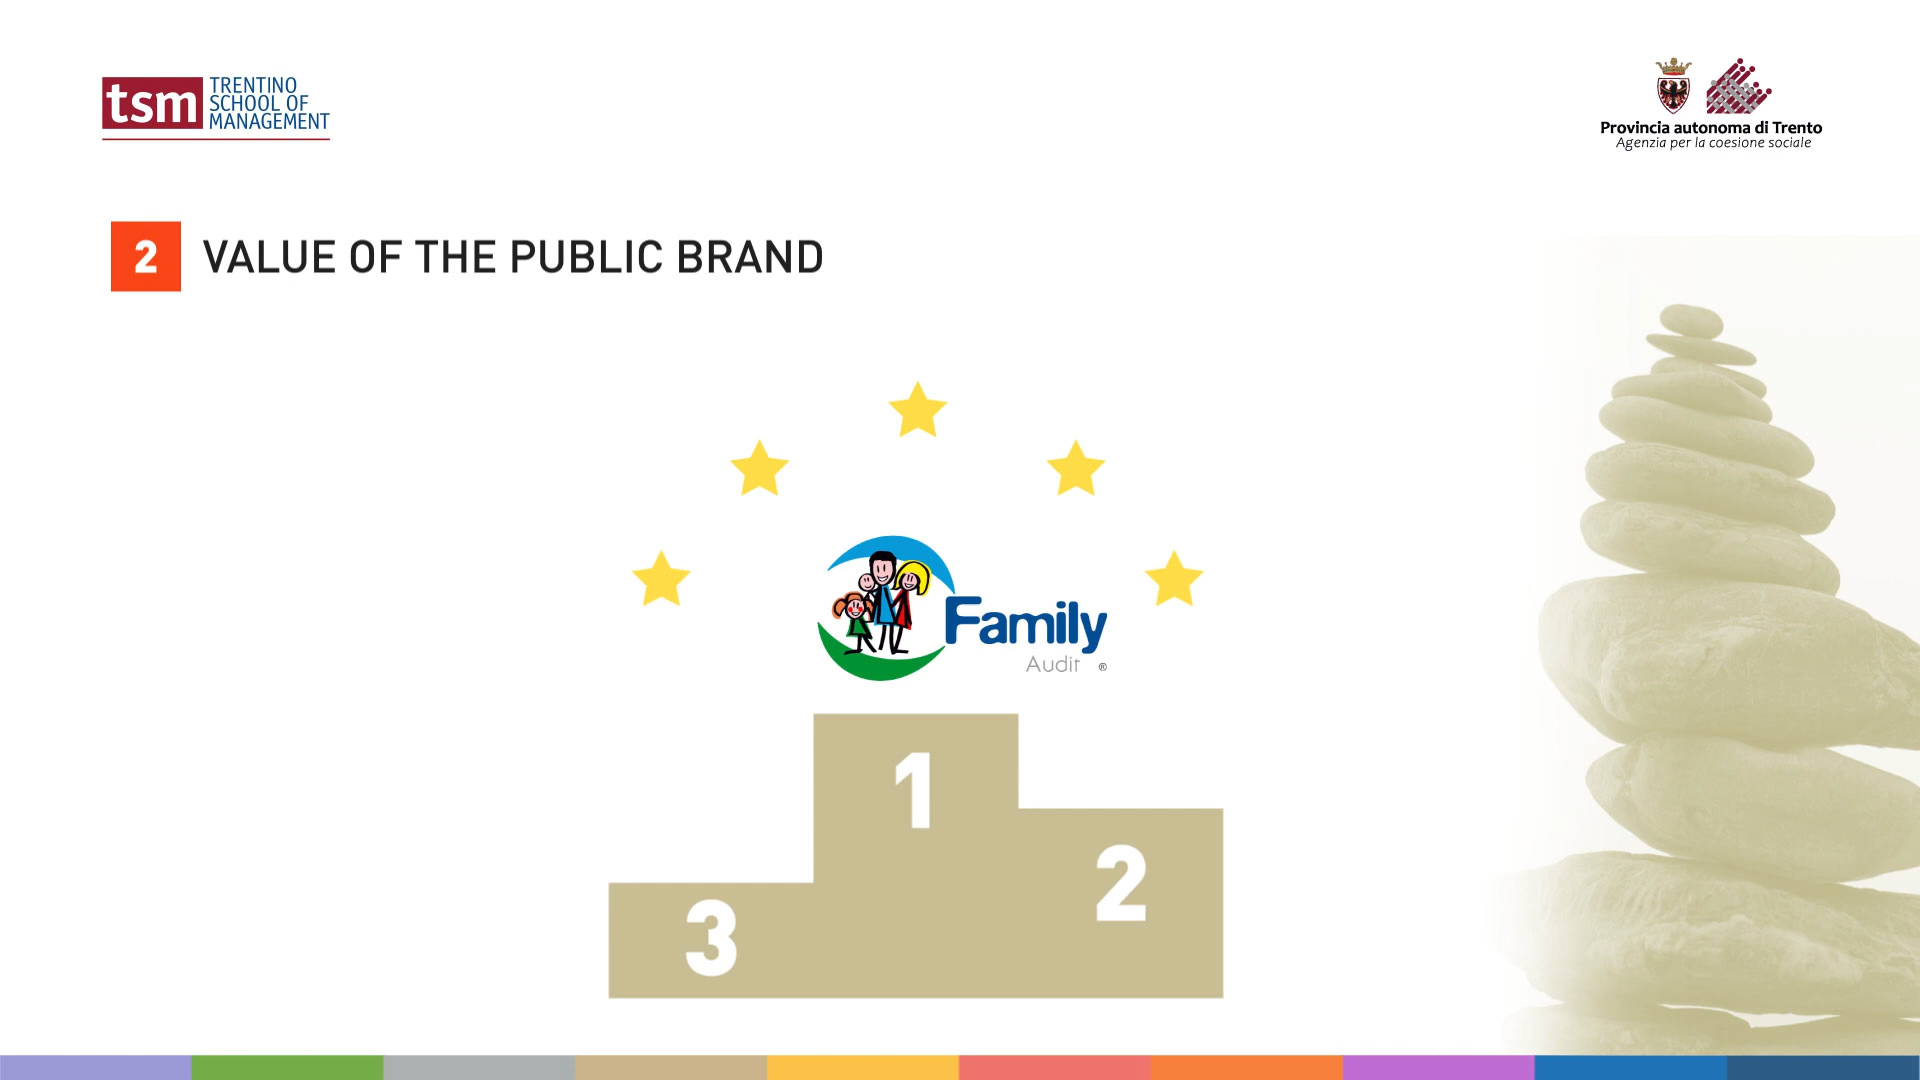 tsm TRENTINO
SCHOOL OF
MANAGEMENT
Provincia autonoma di Trento
Agenzia per la coesione sociale
2 VALUE OF THE PUBLIC BRAND
Family
Audit ®
1
2
3